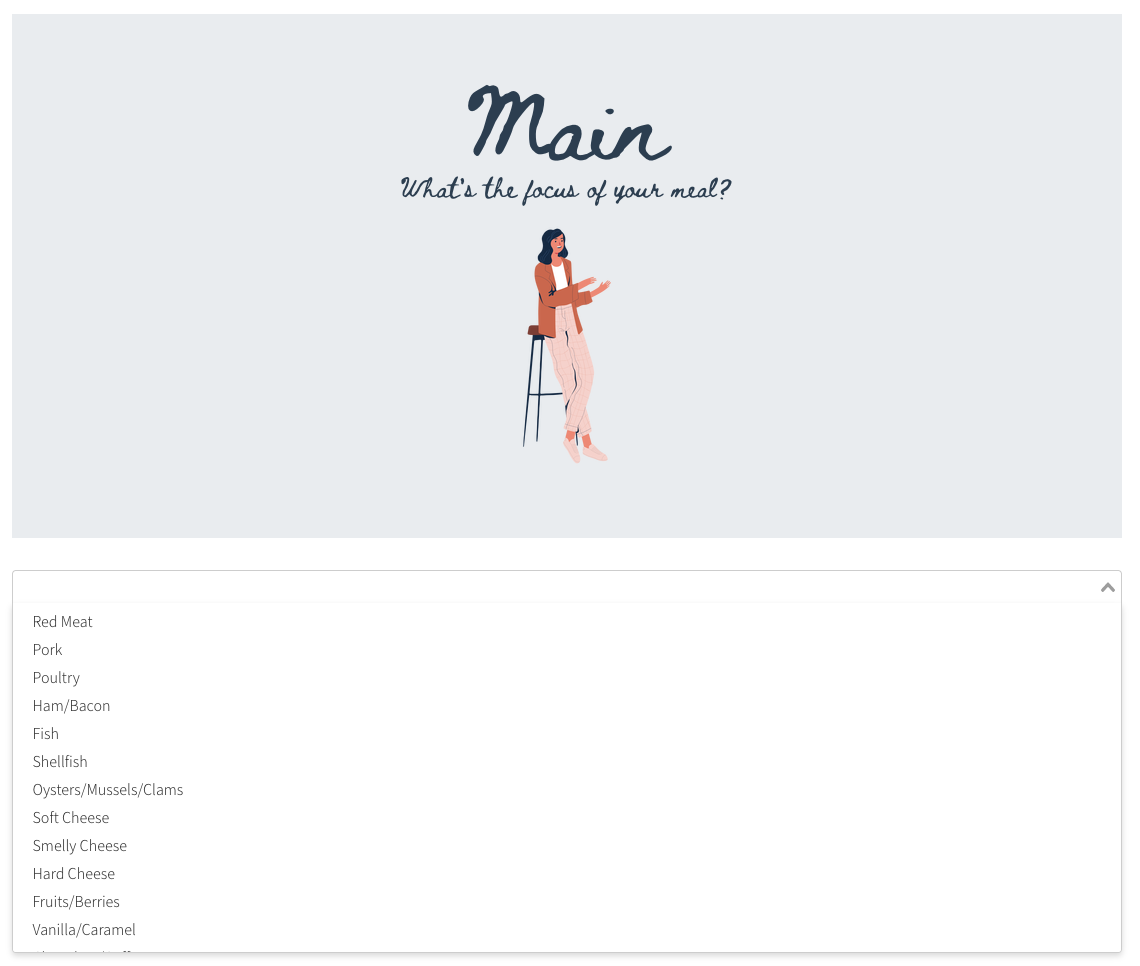 Main
What's the focus of your meal?
Red Meat
Pork
Poultry
Ham/Bacon
Fish
Shellfish
Oysters/Mussels/Clams
Soft Cheese
Smelly Cheese
Hard Cheese
Fruits/Berries
Vanilla/Caramel